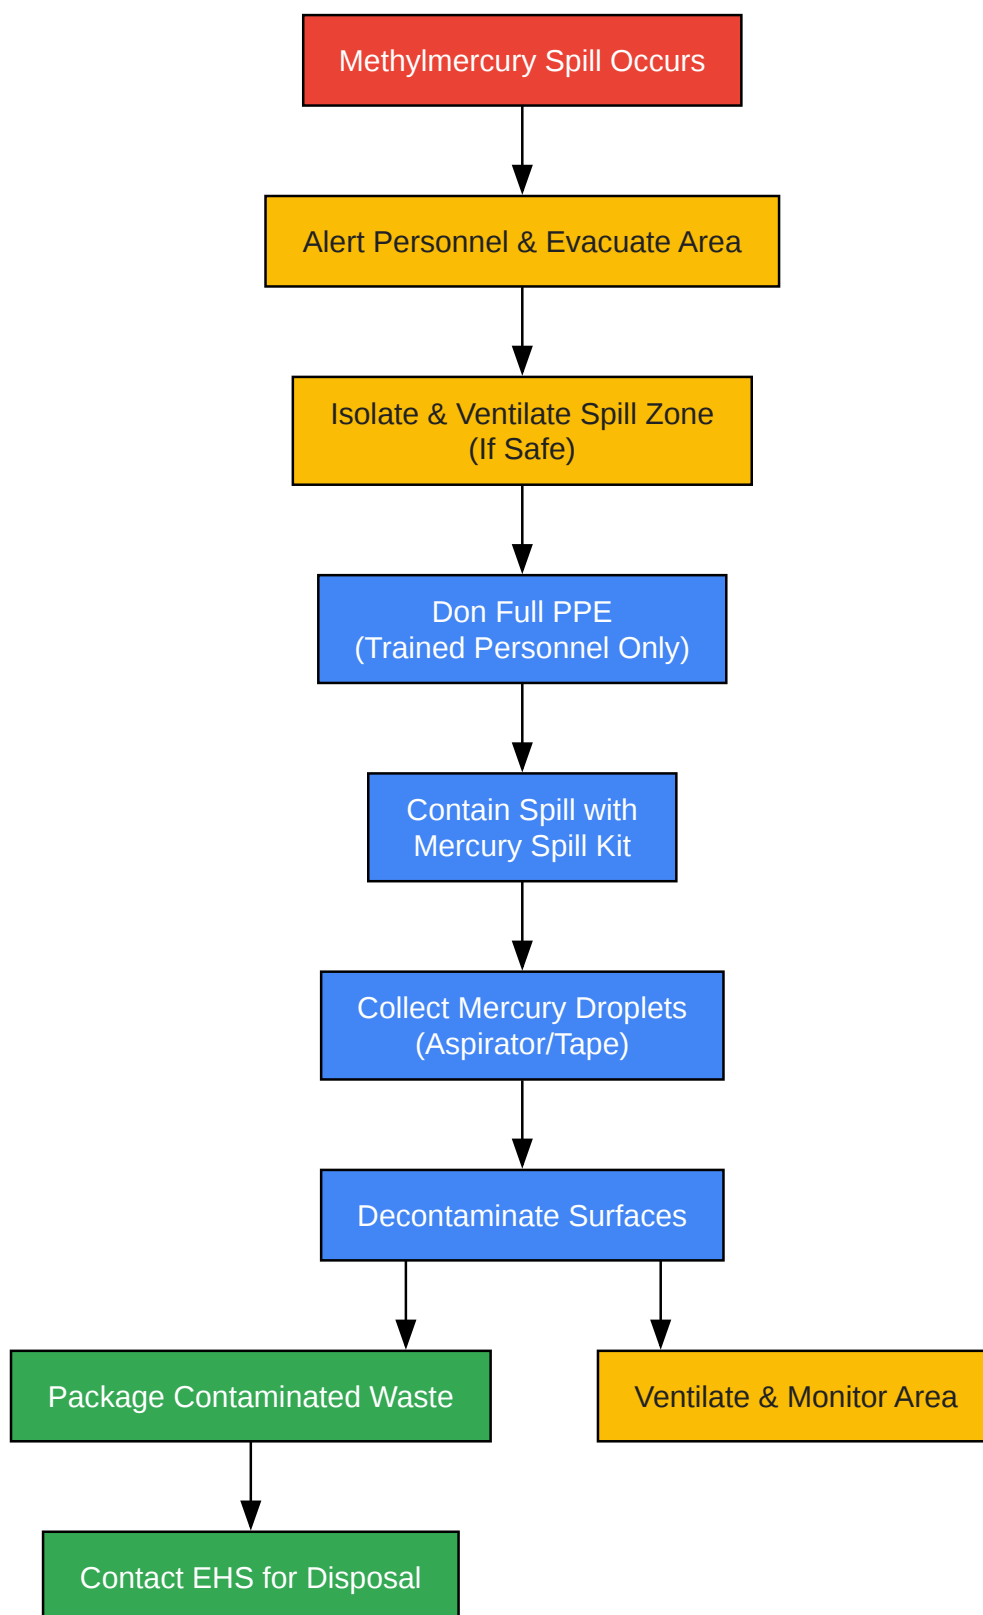 Methylmercury Spill Occurs
Alert Personnel & Evacuate Area
Isolate & Ventilate Spill Zone
(If Safe)
Don Full PPE
(Trained Personnel Only)
Contain Spill with
Mercury Spill Kit
Collect Mercury Droplets
(Aspirator/Tape)
Decontaminate Surfaces
Package Contaminated Waste
Ventilate & Monitor Area
Contact EHS for Disposal